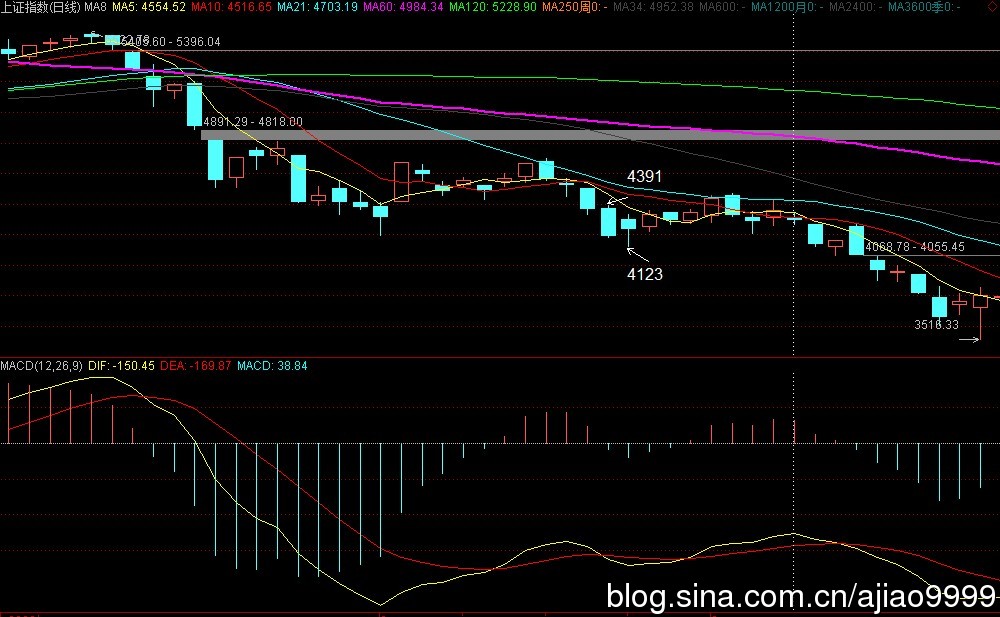 上证指数(日线) MA8 MA5: 4554.52 MA10: 4516.65 MA21: 4703.19 MA60: 4984.34 MA120: 5228.90 MA250周0: - MA34: 4952.38 MA600: - MA1200月0: - MA2400: - MA3600季0: -
5409.60 - 5396.04
4891.29 - 4818.00
4391
4123
4068.78 - 4055.45
3516.33
MACD(12,26,9) DIF: -150.45 DEA: -169.87 MACD: 38.84
blog.sina.com.cn/ajiao9999